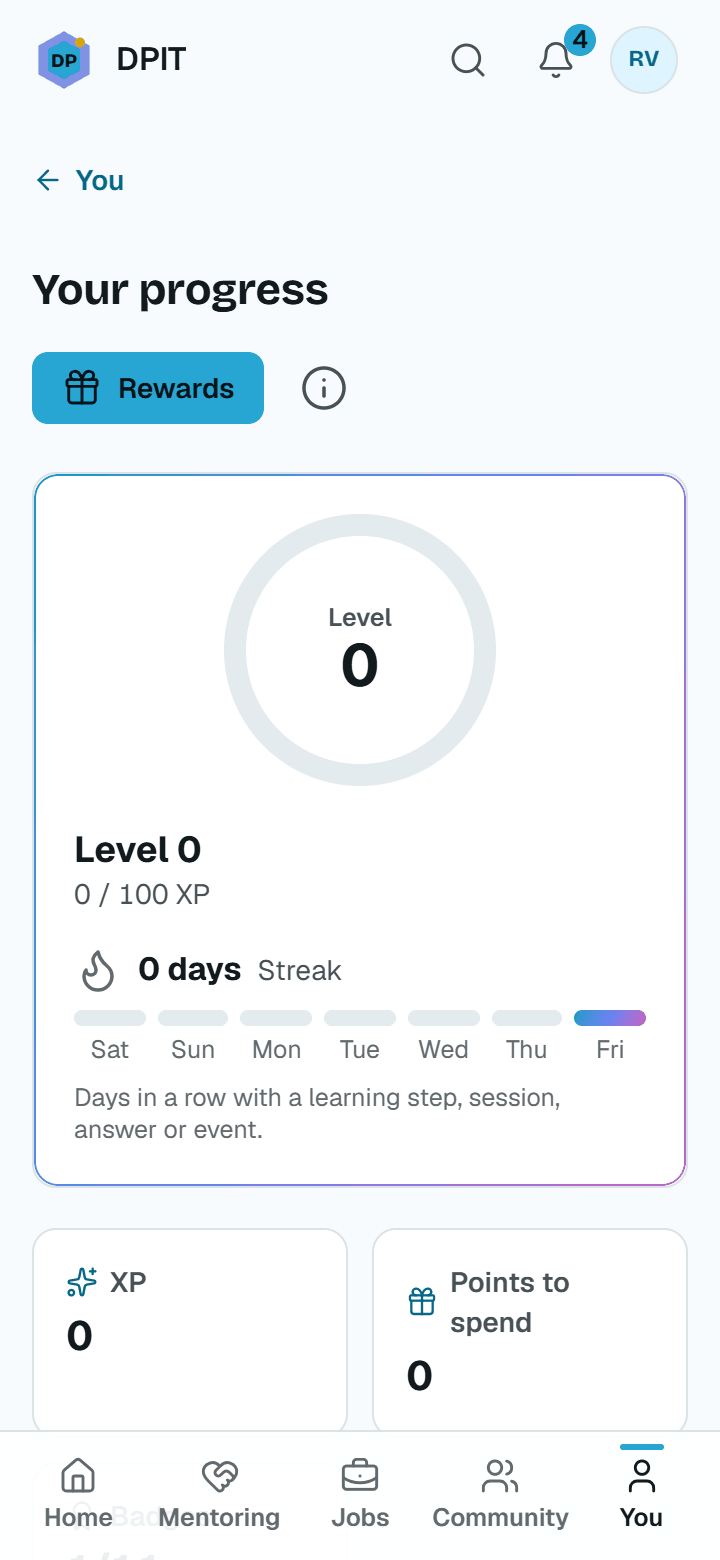 DP DPIT 4 RV
You
Your progress
Rewards
Level
0
Level 0
0 / 100 XP
0 days Streak
Sat Sun Mon Tue Wed Thu Fri
Days in a row with a learning step, session,
answer or event.
XP
0
Points to
spend
0
Home Mentoring Jobs Community You